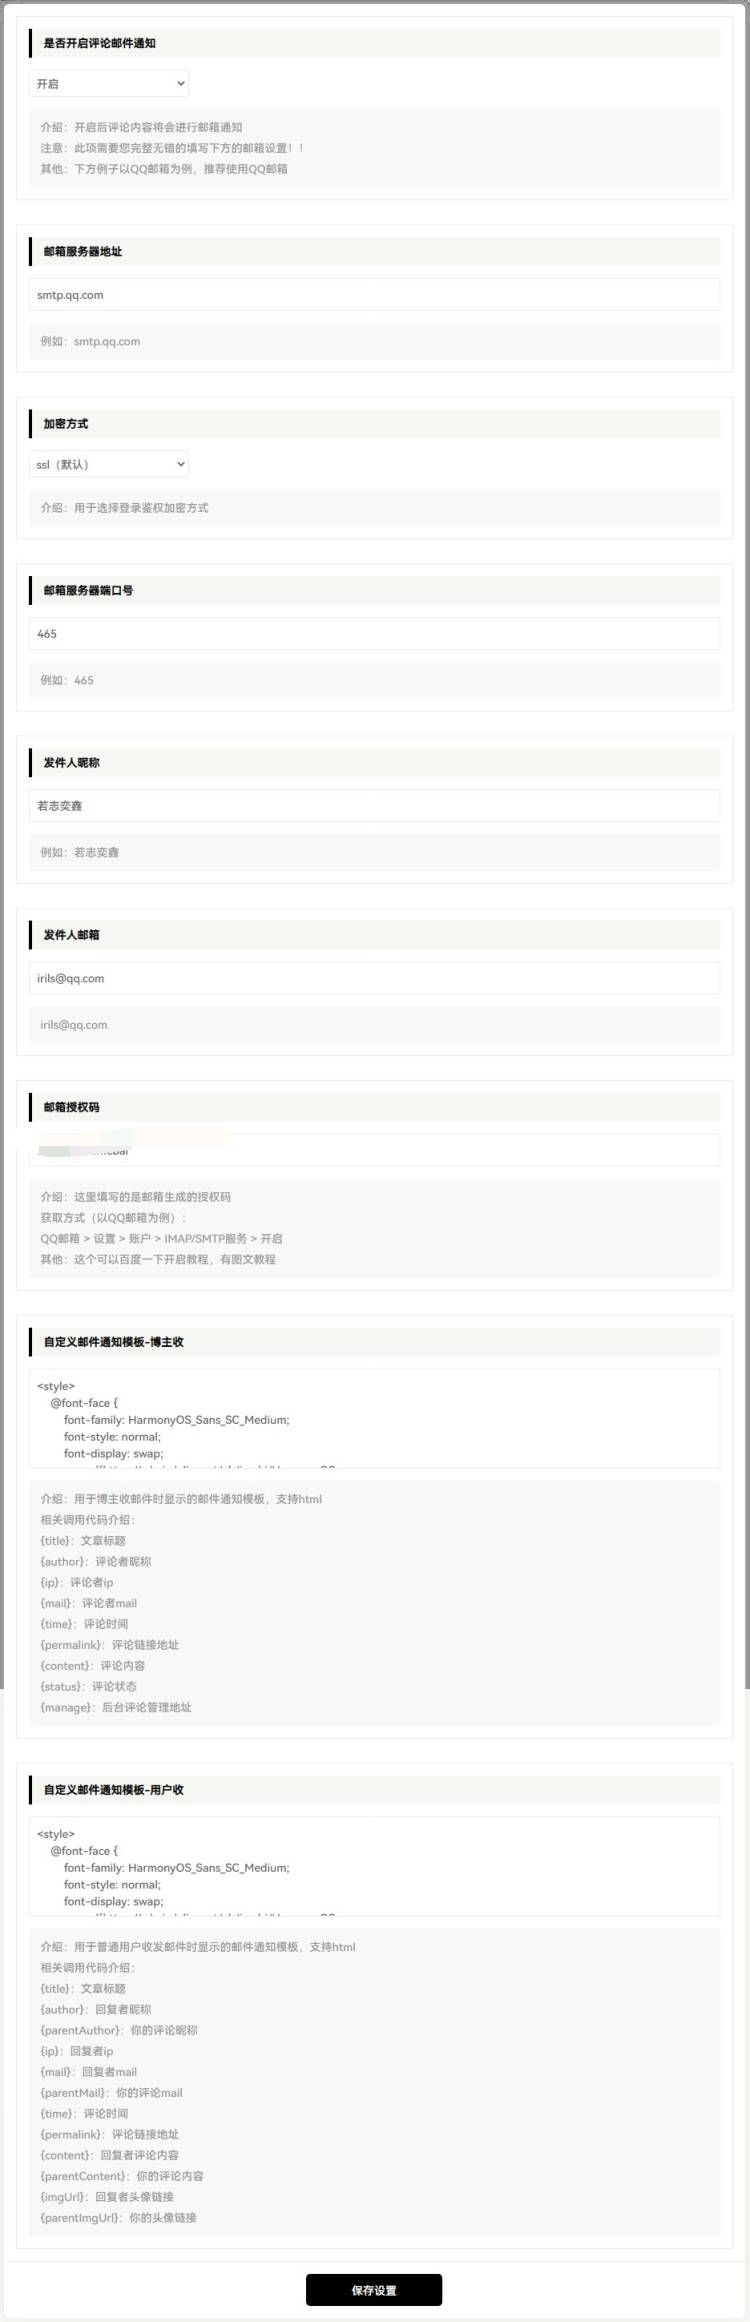 是否开启评论邮件通知
开启
介绍：开启后评论内容将会进行邮箱通知
注意：此项需要您完整无错的填写下方的邮箱设置！！
其他：下方例子以QQ邮箱为例，推荐使用QQ邮箱
邮箱服务器地址
smtp.qq.com
例如：smtp.qq.com
加密方式
ssl（默认）
介绍：用于选择登录鉴权加密方式
邮箱服务器端口号
465
例如：465
发件人昵称
若志奕鑫
例如：若志奕鑫
发件人邮箱
irils@qq.com
irils@qq.com
邮箱授权码
介绍：这里填写的是邮箱生成的授权码
获取方式（以QQ邮箱为例）：
QQ邮箱 > 设置 > 账户 > IMAP/SMTP服务 > 开启
其他：这个可以百度一下开启教程，有图文教程
自定义邮件通知模板-博主收
<style>
@font-face {
font-family: HarmonyOS_Sans_SC_Medium;
font-style: normal;
font-display: swap;
介绍：用于博主收邮件时显示的邮件通知模板，支持html
相关调用代码介绍：
{title}：文章标题
{author}：评论者昵称
{ip}：评论者ip
{mail}：评论者mail
{time}：评论时间
{permalink}：评论链接地址
{content}：评论内容
{status}：评论状态
{manage}：后台评论管理地址
自定义邮件通知模板-用户收
<style>
@font-face {
font-family: HarmonyOS_Sans_SC_Medium;
font-style: normal;
font-display: swap;
介绍：用于普通用户收发邮件时显示的邮件通知模板，支持html
相关调用代码介绍：
{title}：文章标题
{author}：回复者昵称
{parentAuthor}：你的评论昵称
{ip}：回复者ip
{mail}：回复者mail
{parentMail}：你的评论mail
{time}：评论时间
{permalink}：评论链接地址
{content}：回复者评论内容
{parentContent}：你的评论内容
{imgUrl}：回复者头像链接
{parentImgUrl}：你的头像链接
保存设置